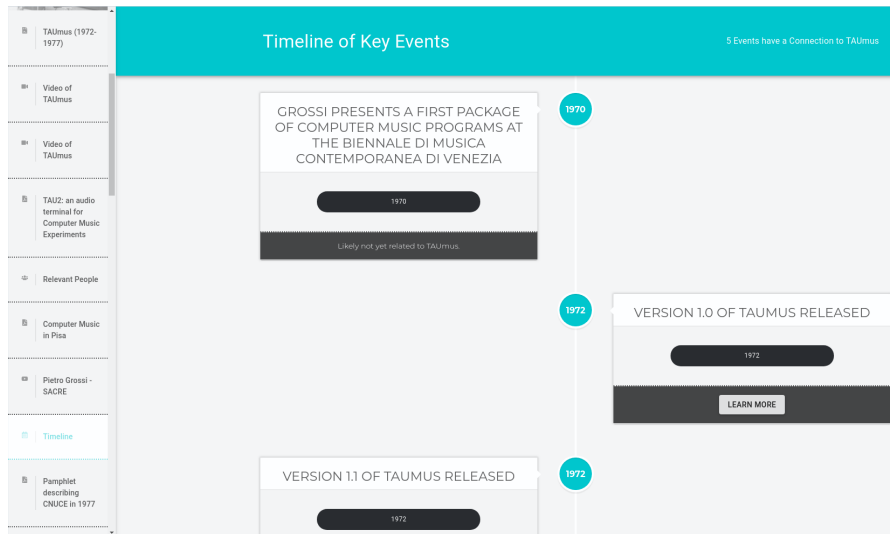 TAUmus (1972-
1977)
Video of
TAUmus
Video of
TAUmus
TAU2: an audio
terminal for
Computer Music
Experiments
Relevant People
Computer Music
in Pisa
Pietro Grossi -
SACRE
Timeline
Pamphlet
describing
CNUCE in 1977
Timeline of Key Events
5 Events have a Connection to TAUmus
GROSSI PRESENTS A FIRST PACKAGE
OF COMPUTER MUSIC PROGRAMS AT
THE BIENNALE DI MUSICA
CONTEMPORANEA DI VENEZIA
1970
Likely not yet related to TAUmus.
1970
1972
VERSION 1.0 OF TAUMUS RELEASED
1972
LEARN MORE
VERSION 1.1 OF TAUMUS RELEASED
1972
1972